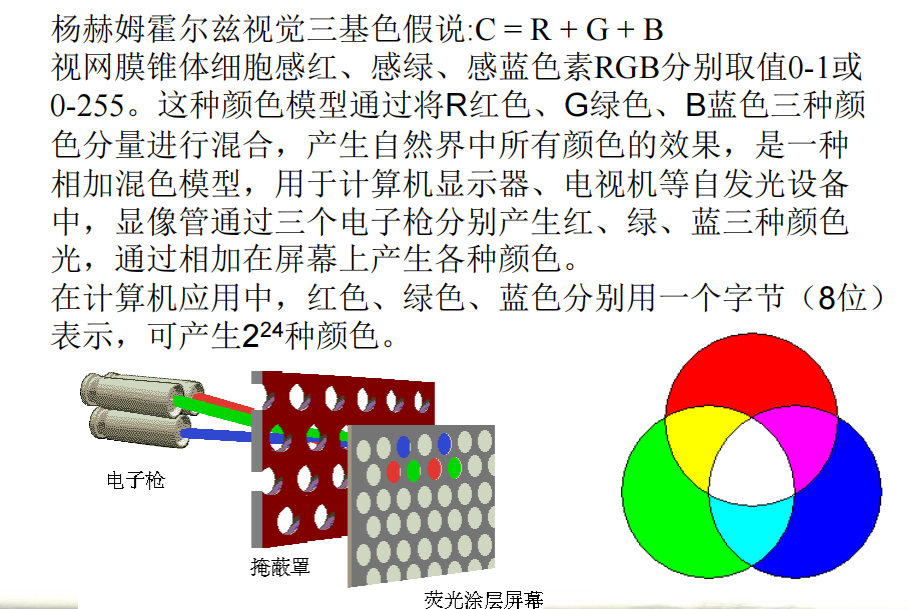 杨赫姆霍尔兹视觉三基色假说:C = R + G + B
视网膜锥体细胞感红、感绿、感蓝色素RGB分别取值0-1或
0-255。这种颜色模型通过将R红色、G绿色、B蓝色三种颜
色分量进行混合，产生自然界中所有颜色的效果，是一种
相加混色模型，用于计算机显示器、电视机等自发光设备
中，显像管通过三个电子枪分别产生红、绿、蓝三种颜色
光，通过相加在屏幕上产生各种颜色。
在计算机应用中，红色、绿色、蓝色分别用一个字节（8位）
表示，可产生2²⁴种颜色。
电子枪
掩蔽罩
荧光涂层屏幕